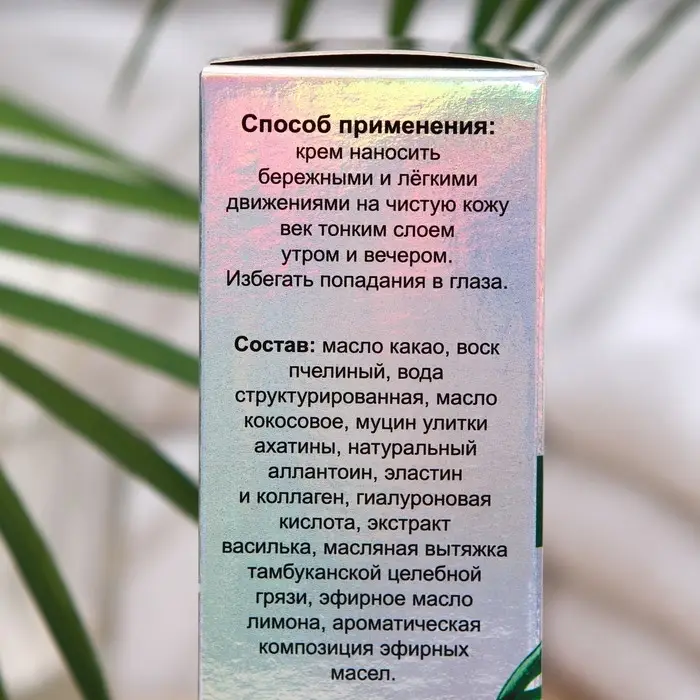 Способ применения:
крем наносить
бережными и лёгкими
движениями на чистую кожу
век тонким слоем
утром и вечером.
Избегать попадания в глаза.
Состав: масло какао, воск
пчелиный, вода
структурированная, масло
кокосовое, муцин улитки
ахатины, натуральный
аллантоин, эластин
и коллаген, гиалуроновая
кислота, экстракт
василька, масляная вытяжка
тамбуканской целебной
грязи, эфирное масло
лимона, ароматическая
композиция эфирных
масел.